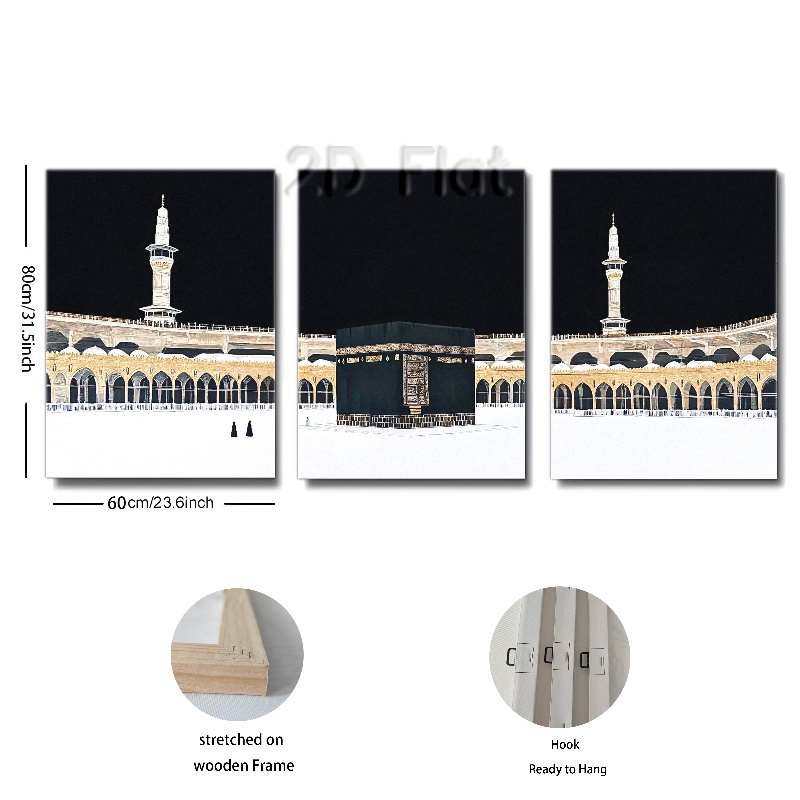 2D Flat
80cm/31.5inch
60cm/23.6inch
stretched on
wooden Frame
Hook
Ready to Hang